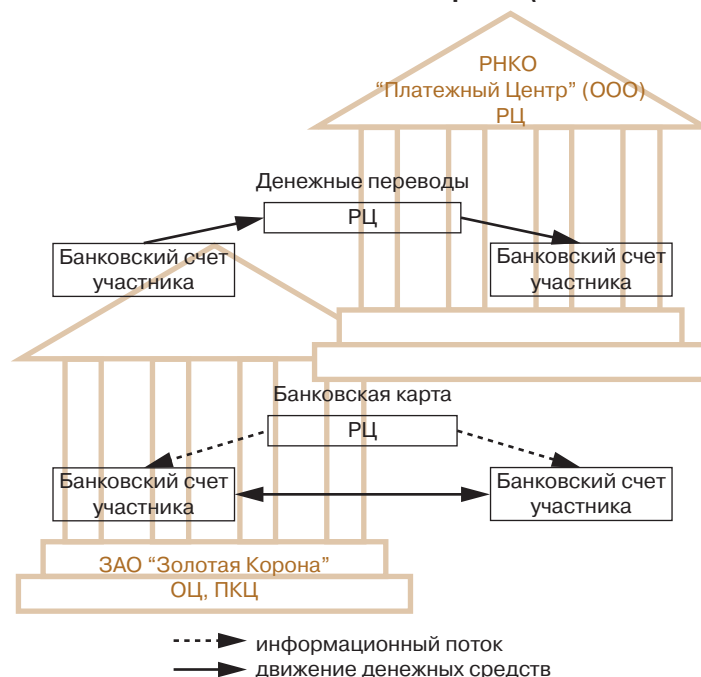 РНКО
“Платежный Центр” (ООО)
РЦ
Денежные переводы
РЦ
Банковский счет
участника
Банковский счет
участника
Банковская карта
РЦ
Банковский счет
участника
Банковский счет
участника
ЗАО “Золотая Корона”
ОЦ, ПКЦ
информационный поток
движение денежных средств